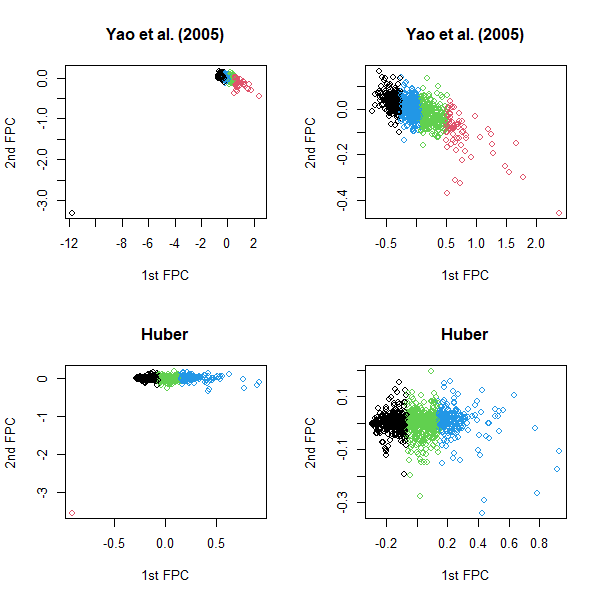 Yao et al. (2005)
2nd FPC
0.0
-1.0
-2.0
-3.0
-12
-8
-6
-4
-2
0
2
1st FPC
Yao et al. (2005)
2nd FPC
0.0
-0.2
-0.4
-0.5
0.5
1.0
2.0
1st FPC
Huber
2nd FPC
0
-1
-2
-3
-0.5
0.0
0.5
1st FPC
Huber
2nd FPC
0.1
-0.1
-0.3
-0.2
0.2
0.4
0.6
0.8
1st FPC